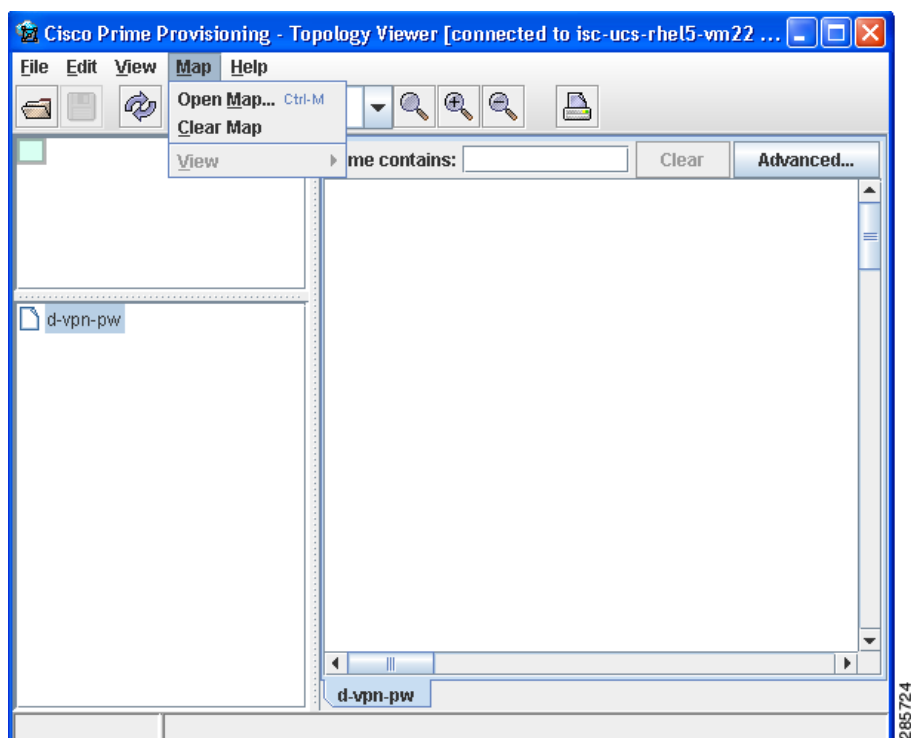 Cisco Prime Provisioning - Topology Viewer [connected to isc-ucs-rhel5-vm22 ...
File Edit View Map Help
Open Map... Ctrl-M
Clear Map
View
me contains: Clear Advanced...
d-vpn-pw
d-vpn-pw
285724